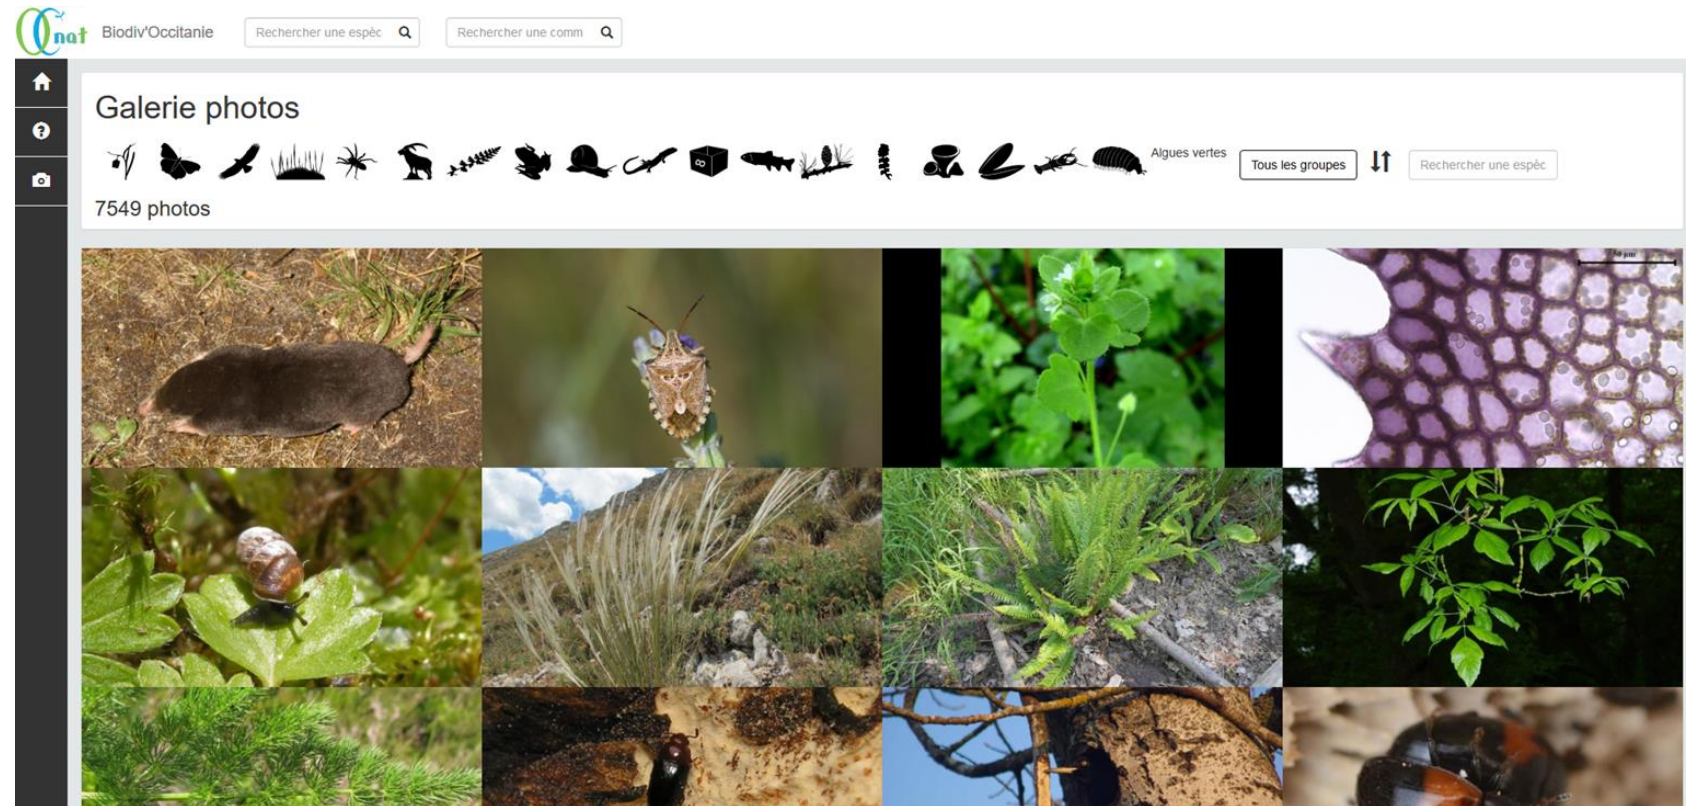 nat
Biodiv'Occitanie
Rechercher une espèc
Rechercher une comm
Galerie photos
8
Algues vertes
Tous les groupes
Rechercher une espèc
7549 photos